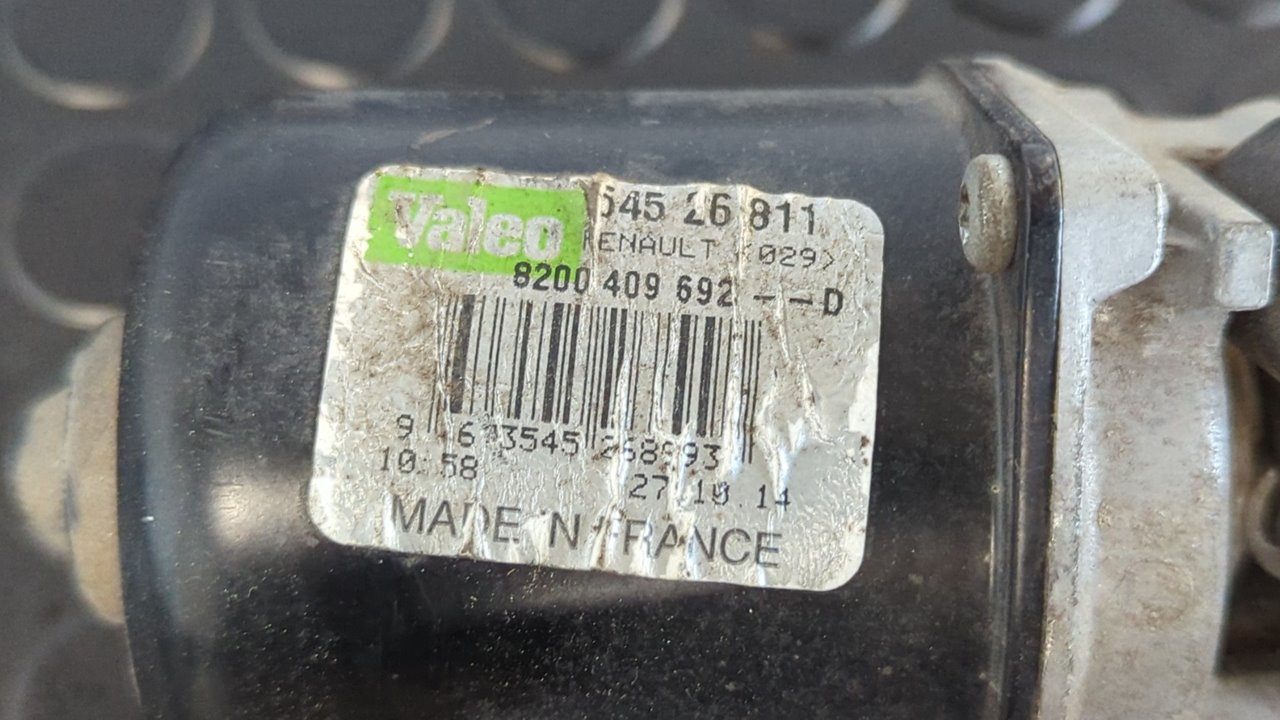 Valeo 545 26 811
RENAULT <029>
8200 409 692 -- D
10:58
27.10.14
MADE IN FRANCE